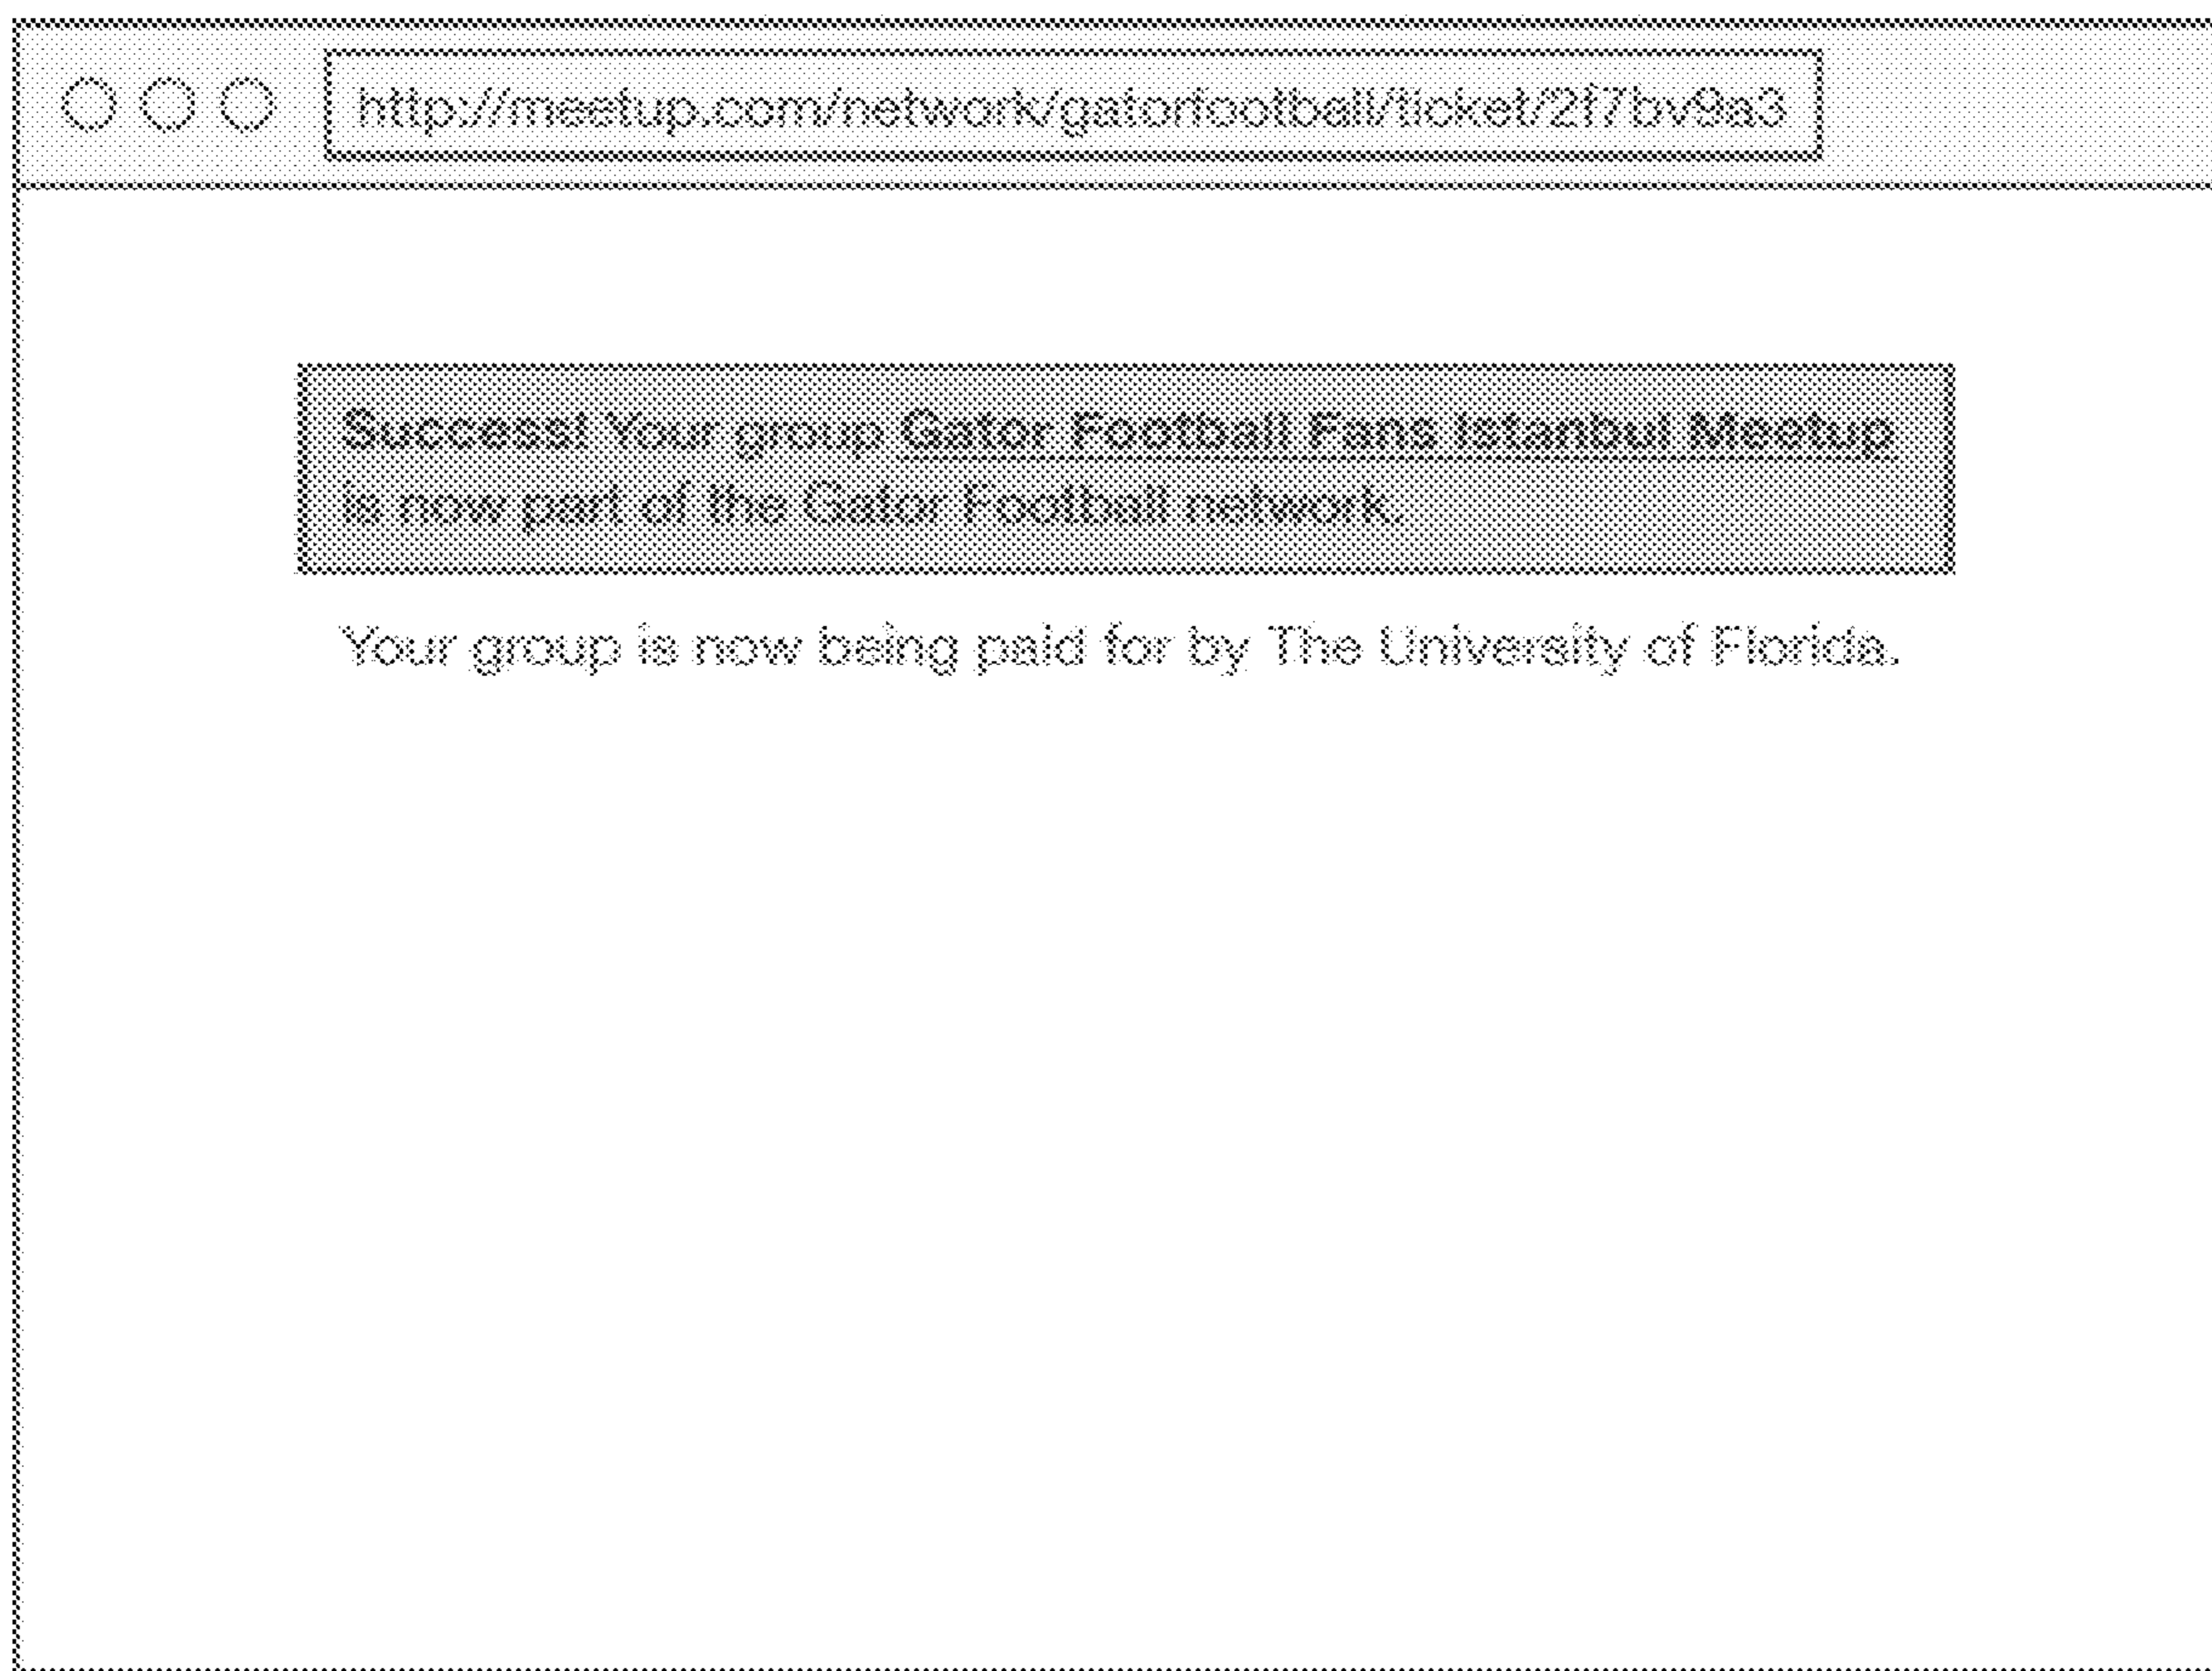 http://meetup.com/network/gatorfootball/ticket/2f7bv9a3
Success! Your group Gator Football Fans Istanbul Meetup
is now part of the Gator Football network.
Your group is now being paid for by The University of Florida.